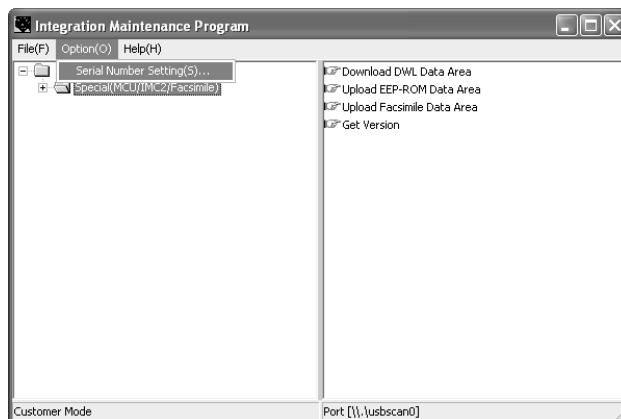 Integration Maintenance Program
File(F) Option(O) Help(H)
Serial Number Setting(S)...
Special(MCU/IMC2/Facsimile)
Download DWL Data Area
Upload EEP-ROM Data Area
Upload Facsimile Data Area
Get Version
Customer Mode
Port [\\.\usbscan0]